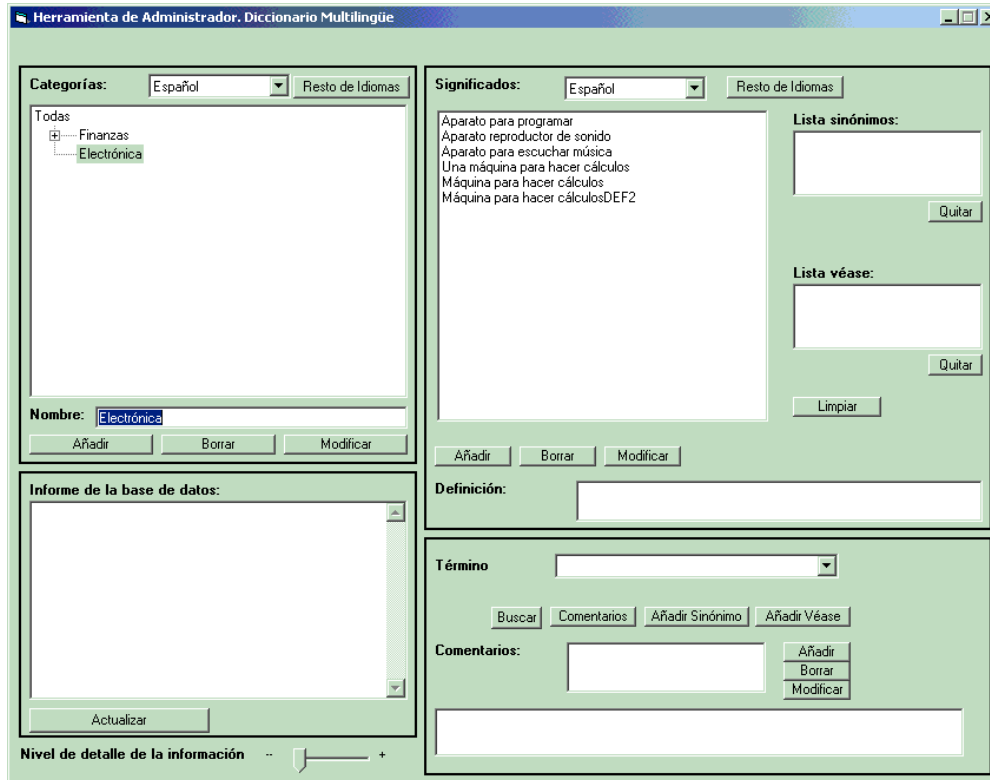 Herramienta de Administrador. Diccionario Multilingüe
Categorías:
Español
Resto de Idiomas
Todas
Finanzas
Electrónica
Nombre:
Electrónica
Añadir
Borrar
Modificar
Informe de la base de datos:
Actualizar
Nivel de detalle de la información -- +
Significados:
Español
Resto de Idiomas
Aparato para programar
Aparato reproductor de sonido
Aparato para escuchar música
Una máquina para hacer cálculos
Máquina para hacer cálculos
Máquina para hacer cálculosDEF2
Lista sinónimos:
Quitar
Lista véase:
Quitar
Limpiar
Añadir
Borrar
Modificar
Definición:
Término
Buscar
Comentarios
Añadir Sinónimo
Añadir Véase
Comentarios:
Añadir
Borrar
Modificar